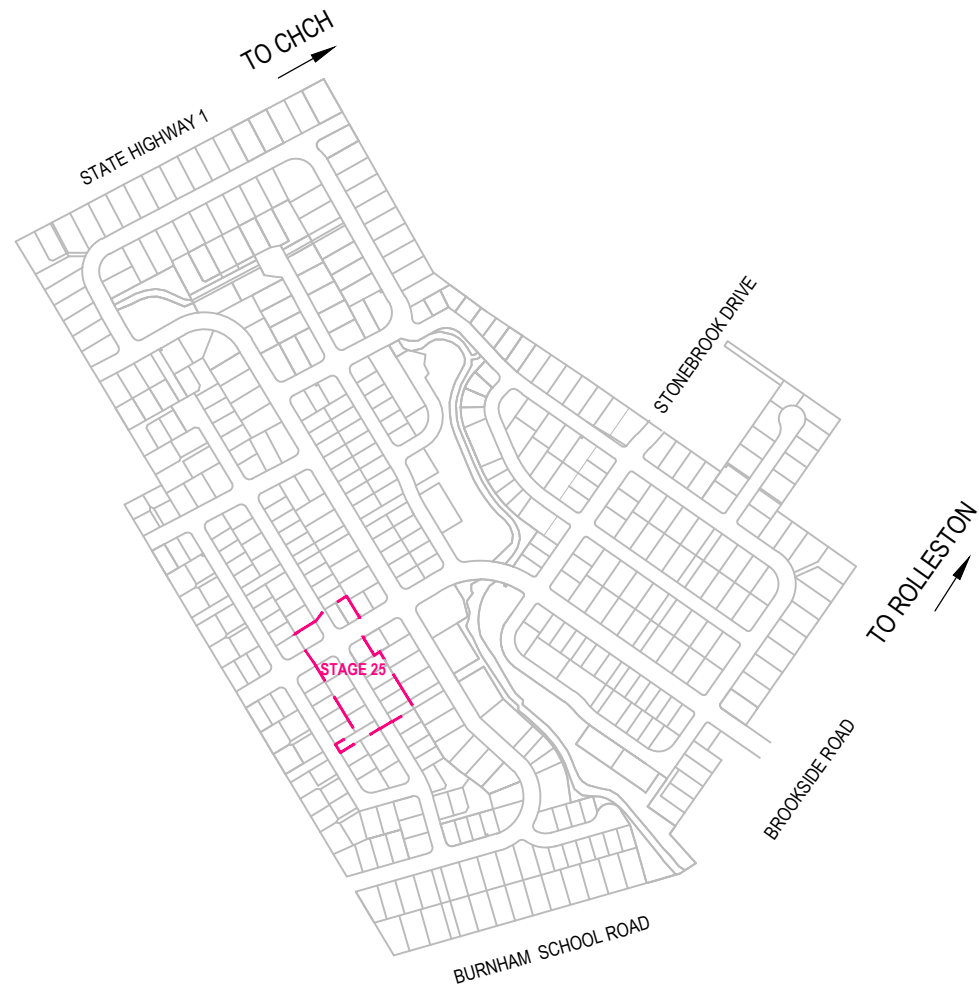 TO CHCH
STATE HIGHWAY 1
STONEBROOK DRIVE
TO ROLLESTON
STAGE 25
BROOKSIDE ROAD
BURNHAM SCHOOL ROAD